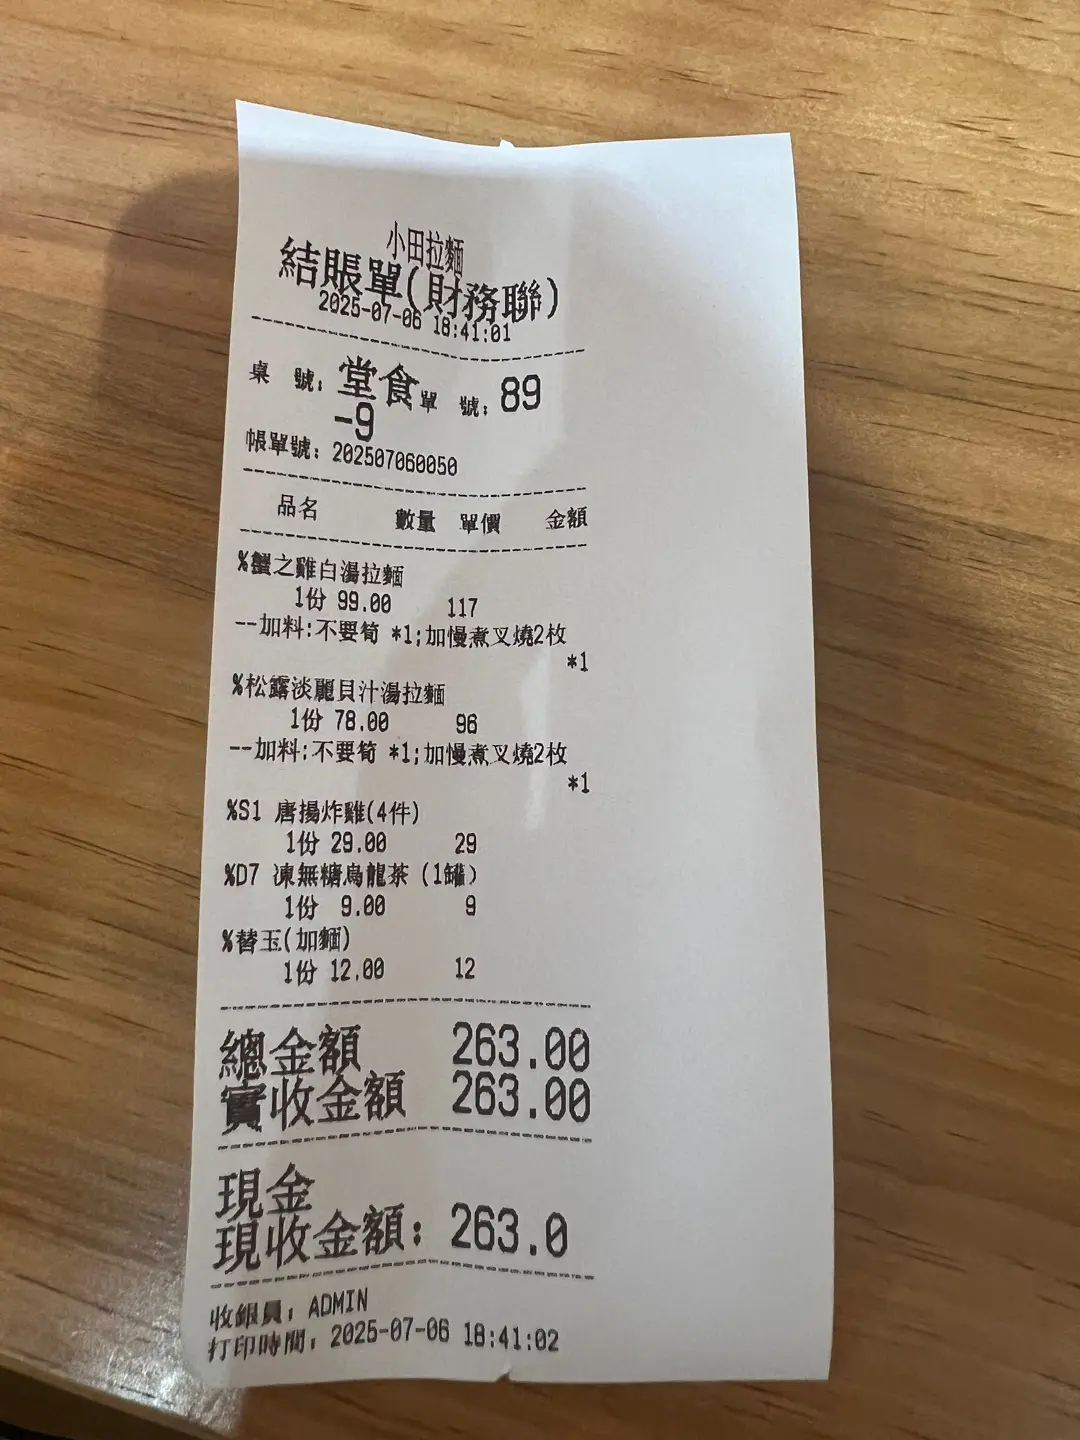 小田拉麵
結賬單(財務聯)
2025-07-06 18:41:01
桌 號: 堂食 單 號: 89
-9
帳單號: 202507060050
品名 數量 單價 金額
%蟹之雞白湯拉麵
1份 99.00 117
--加料:不要筍 *1;加慢煮叉燒2枚
*1
%松露淡麗貝汁湯拉麵
1份 78.00 96
--加料:不要筍 *1;加慢煮叉燒2枚
*1
%S1 唐揚炸雞(4件)
1份 29.00 29
%D7 凍無糖烏龍茶 (1罐)
1份 9.00 9
%替玉(加麵)
1份 12.00 12
總金額 263.00
實收金額 263.00
現金
現收金額: 263.0
收銀員: ADMIN
打印時間: 2025-07-06 18:41:02